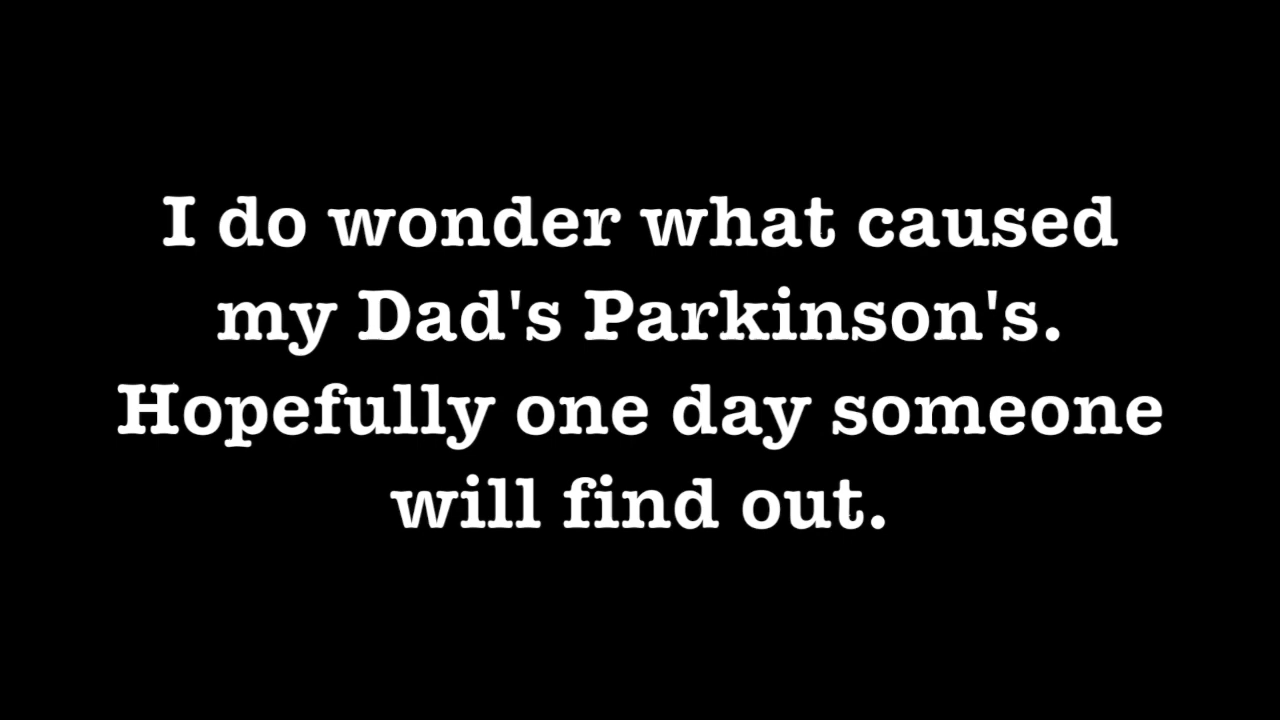 I do wonder what caused
my Dad's Parkinson's.
Hopefully one day someone
will find out.